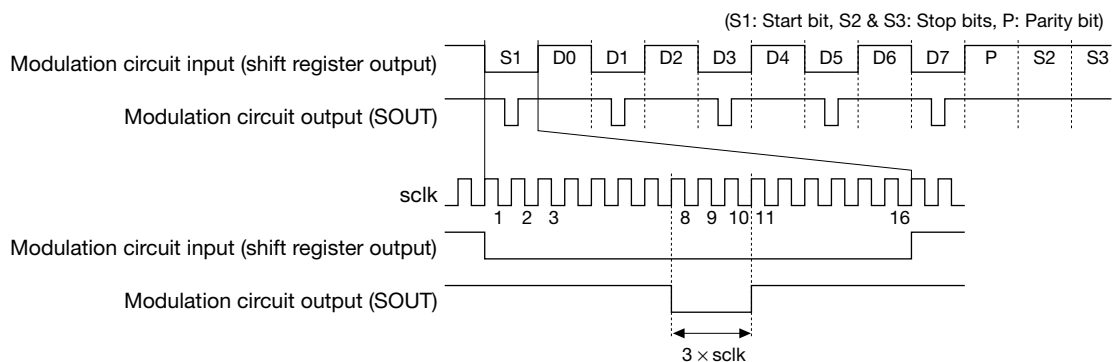 (S1: Start bit, S2 & S3: Stop bits, P: Parity bit)
Modulation circuit input (shift register output) S1 D0 D1 D2 D3 D4 D5 D6 D7 P S2 S3
Modulation circuit output (SOUT)
sclk
1 2 3 8 9 10 11 16
Modulation circuit input (shift register output)
Modulation circuit output (SOUT)
3 × sclk